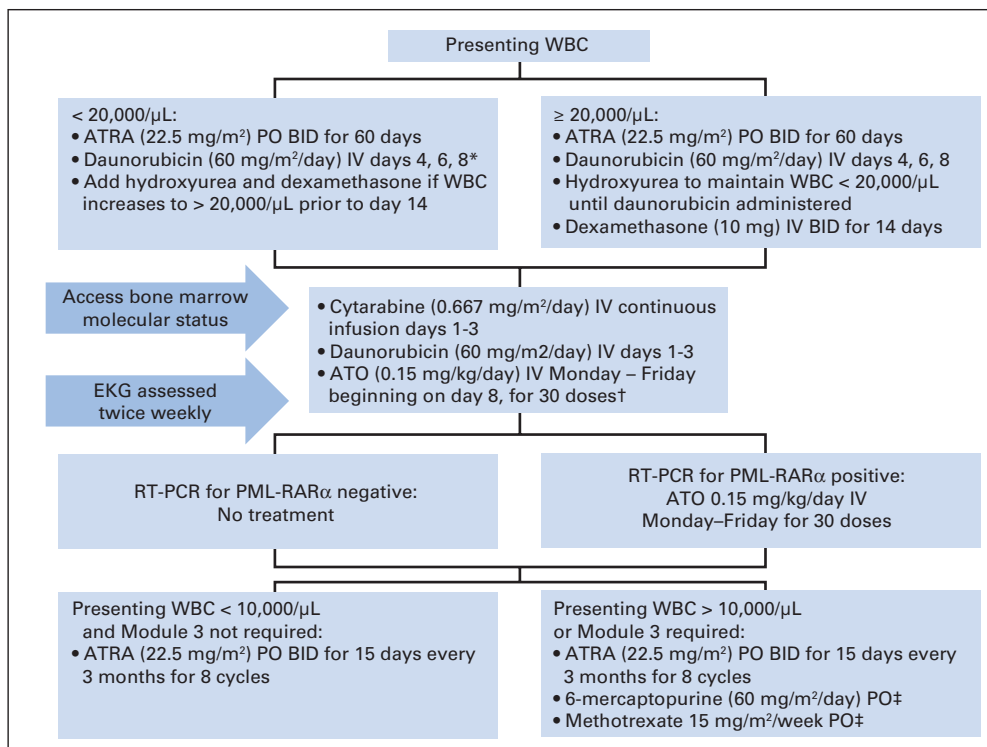 Presenting WBC
< 20,000/µL:
• ATRA (22.5 mg/m²) PO BID for 60 days
• Daunorubicin (60 mg/m²/day) IV days 4, 6, 8*
• Add hydroxyurea and dexamethasone if WBC
increases to > 20,000/µL prior to day 14
≥ 20,000/µL:
• ATRA (22.5 mg/m²) PO BID for 60 days
• Daunorubicin (60 mg/m²/day) IV days 4, 6, 8
• Hydroxyurea to maintain WBC < 20,000/µL
until daunorubicin administered
• Dexamethasone (10 mg) IV BID for 14 days
Access bone marrow
molecular status
• Cytarabine (0.667 mg/m²/day) IV continuous
infusion days 1-3
• Daunorubicin (60 mg/m2/day) IV days 1-3
• ATO (0.15 mg/kg/day) IV Monday – Friday
beginning on day 8, for 30 doses†
EKG assessed
twice weekly
RT-PCR for PML-RARα negative:
No treatment
RT-PCR for PML-RARα positive:
ATO 0.15 mg/kg/day IV
Monday–Friday for 30 doses
Presenting WBC < 10,000/µL
and Module 3 not required:
• ATRA (22.5 mg/m²) PO BID for 15 days every
3 months for 8 cycles
Presenting WBC > 10,000/µL
or Module 3 required:
• ATRA (22.5 mg/m²) PO BID for 15 days every
3 months for 8 cycles
• 6-mercaptopurine (60 mg/m²/day) PO‡
• Methotrexate 15 mg/m²/week PO‡